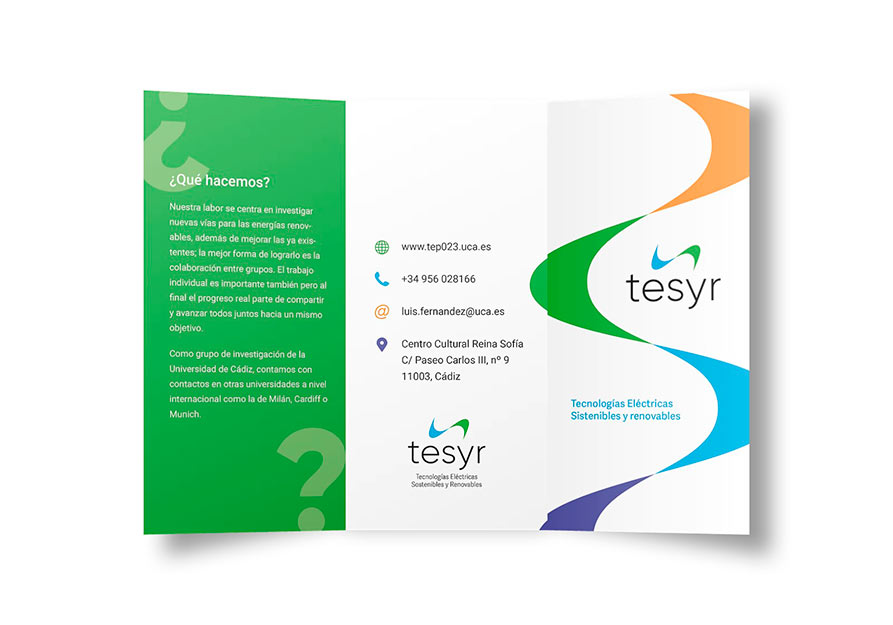 ¿
¿Qué hacemos?
Nuestra labor se centra en investigar
nuevas vías para las energías renov-
ables, además de mejorar las ya exis-
tentes; la mejor forma de lograrlo es la
colaboración entre grupos. El trabajo
individual es importante también pero al
final el progreso real parte de compartir
y avanzar todos juntos hacia un mismo
objetivo.
Como grupo de investigación de la
Universidad de Cádiz, contamos con
contactos en otras universidades a nivel
internacional como la de Milán, Cardiff o
Munich.
?
www.tep023.uca.es
+34 956 028166
@ luis.fernandez@uca.es
Centro Cultural Reina Sofía
C/ Paseo Carlos III, nº 9
11003, Cádiz
tesyr
Tecnologías Eléctricas
Sostenibles y Renovables
tesyr
Tecnologías Eléctricas
Sistenibles y renovables